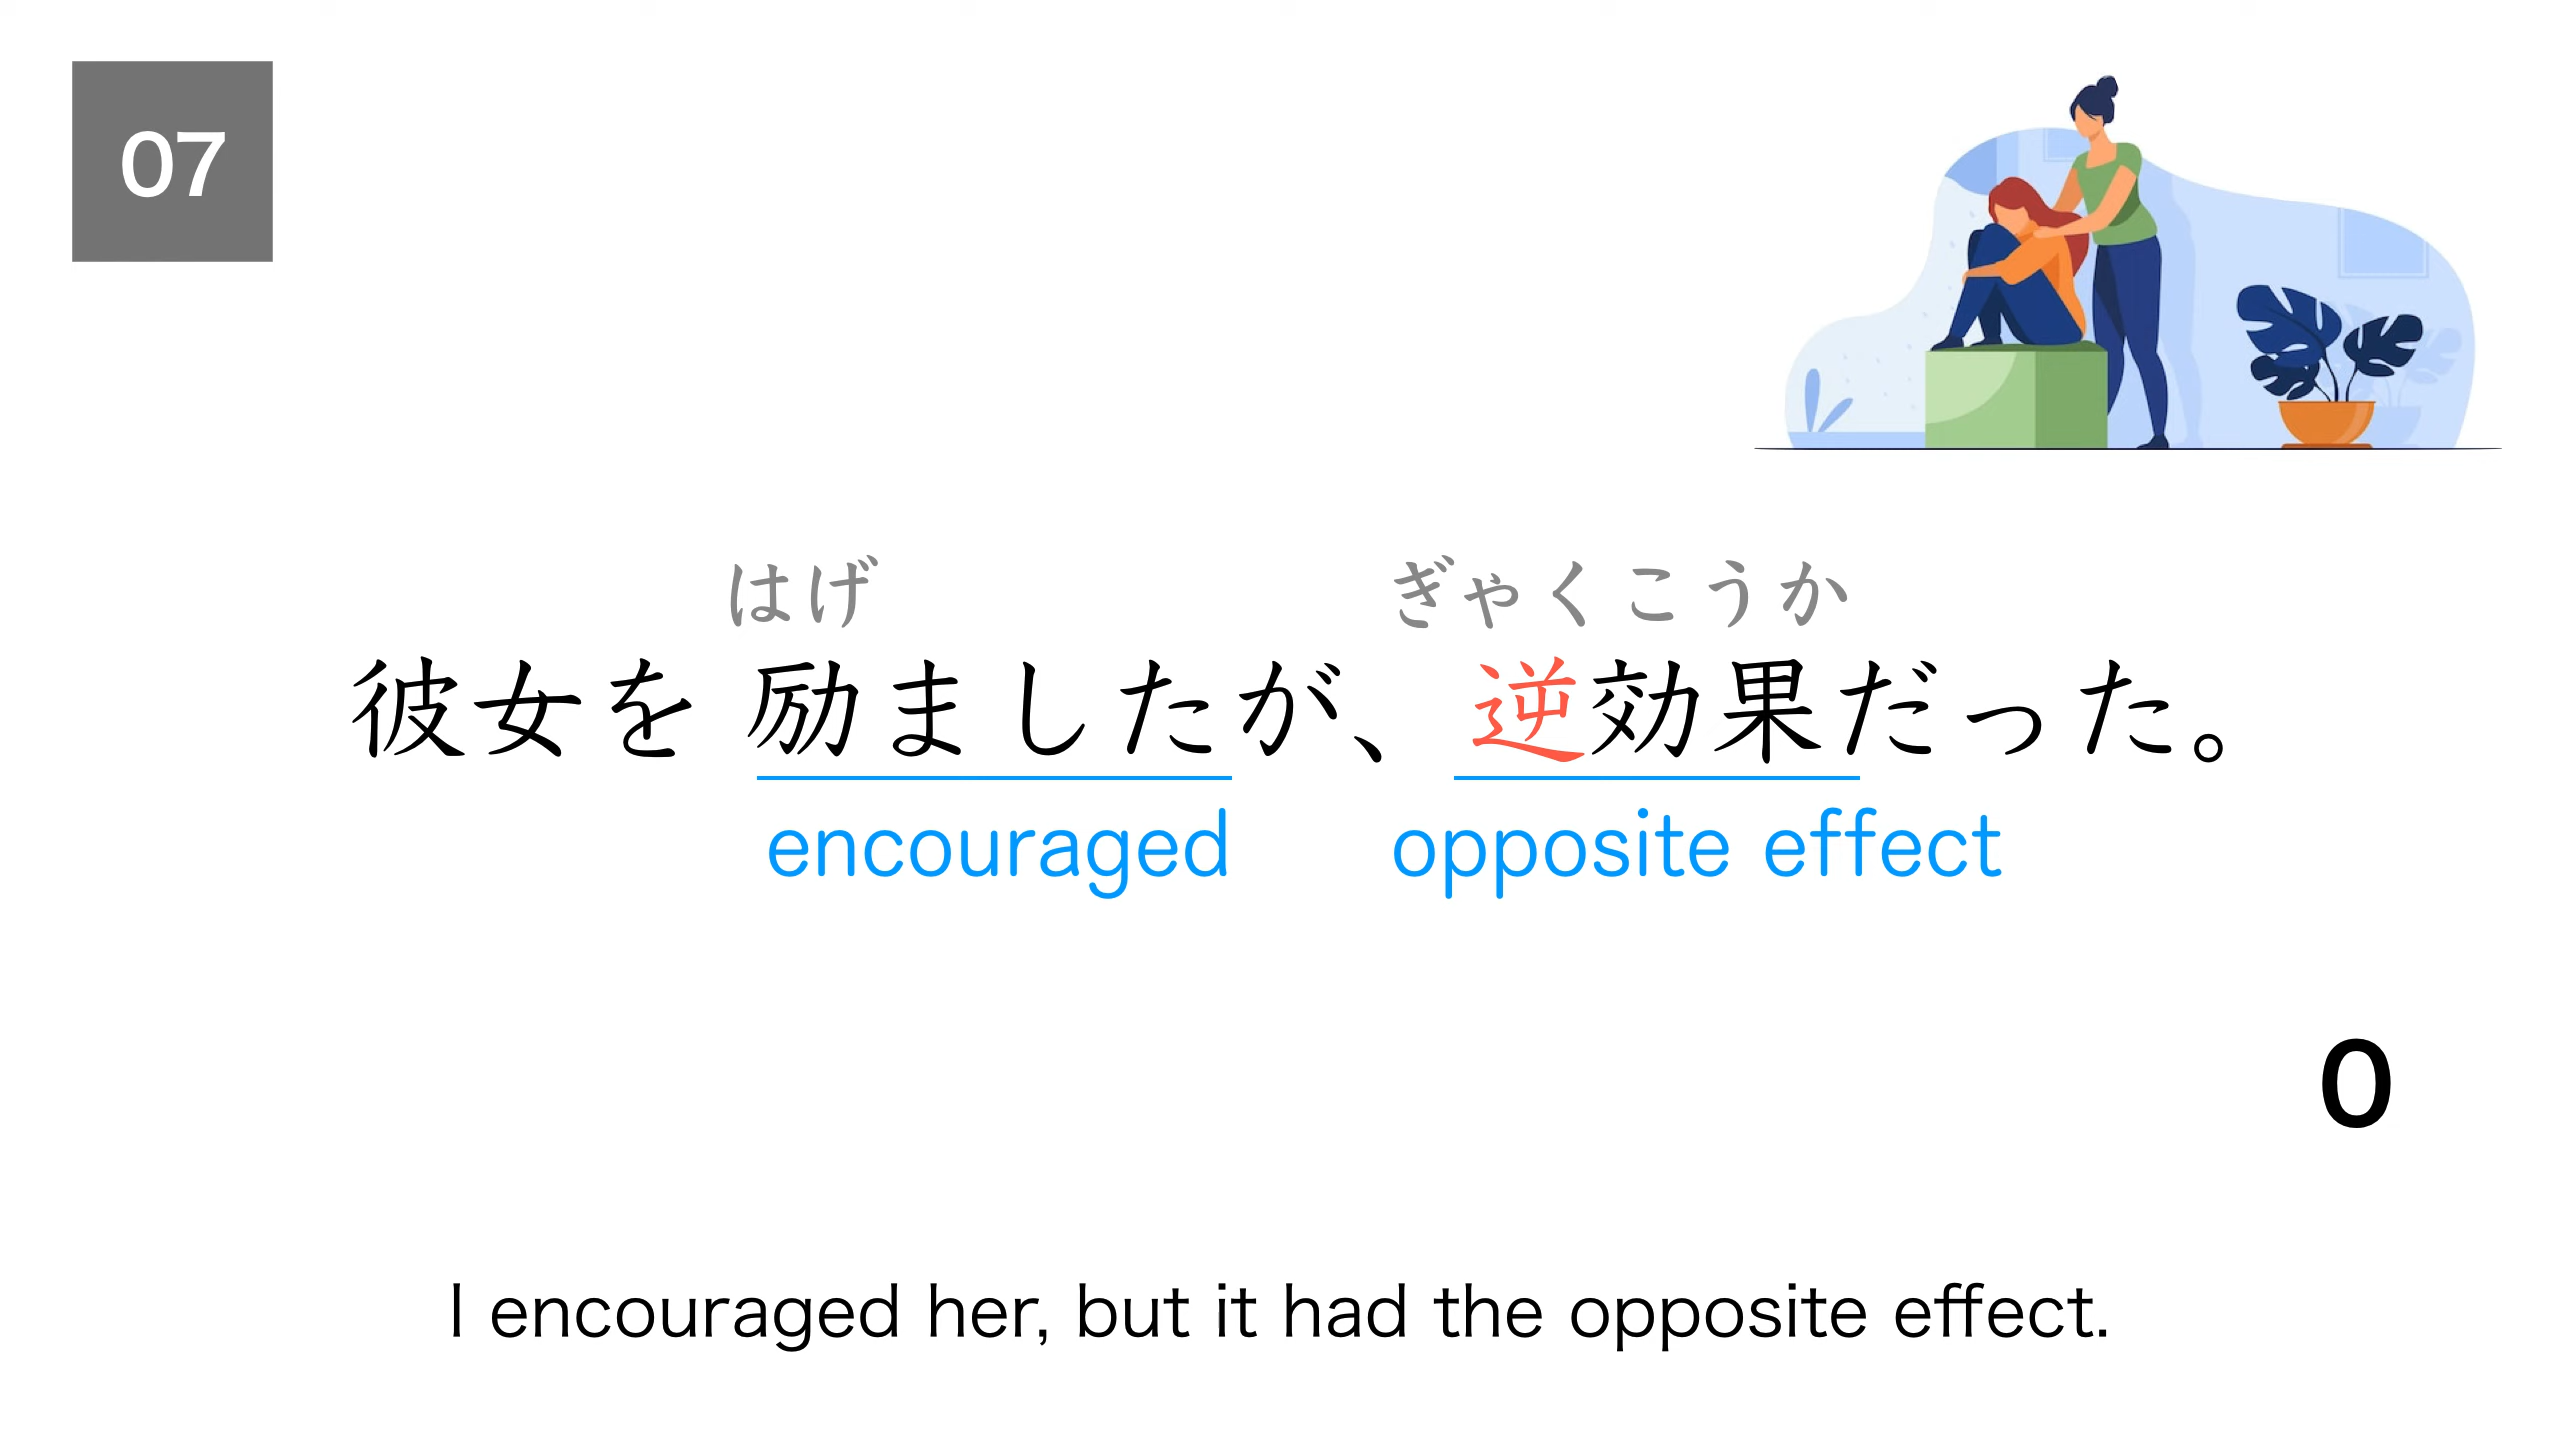 07
はげ ぎゃくこうか
彼女を 励ましたが、逆効果だった。
encouraged opposite effect
0
I encouraged her, but it had the opposite effect.